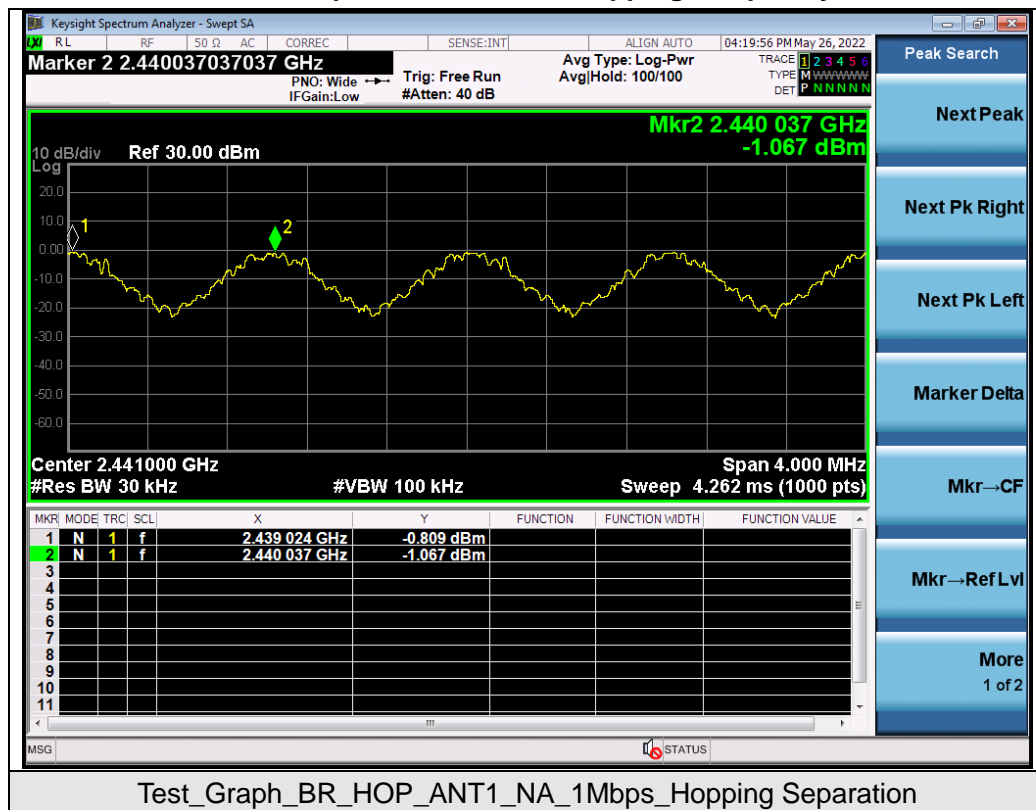 Keysight Spectrum Analyzer - Swept SA
LXI RL RF 50 Ω AC CORREC SENSE:INT ALIGN AUTO 04:19:56 PM May 26, 2022
Marker 2 2.440037037037 GHz
PNO: Wide
IFGain:Low
Trig: Free Run
#Atten: 40 dB
Avg Type: Log-Pwr
Avg|Hold: 100/100
TRACE 1 2 3 4 5 6
TYPE M WWWWW
DET P N N N N N
Mkr2 2.440 037 GHz
-1.067 dBm
10 dB/div Ref 30.00 dBm
Log
20.0
10.0
0.00
-10.0
-20.0
-30.0
-40.0
-50.0
-60.0
1
2
Center 2.441000 GHz Span 4.000 MHz
#Res BW 30 kHz #VBW 100 kHz Sweep 4.262 ms (1000 pts)
MKR MODE TRC SCL X Y FUNCTION FUNCTION WIDTH FUNCTION VALUE
1 N 1 f 2.439 024 GHz -0.809 dBm
2 N 1 f 2.440 037 GHz -1.067 dBm
3
4
5
6
7
8
9
10
11
MSG STATUS
Peak Search
Next Peak
Next Pk Right
Next Pk Left
Marker Delta
Mkr→CF
Mkr→Ref Lvl
More
1 of 2
Test_Graph_BR_HOP_ANT1_NA_1Mbps_Hopping Separation